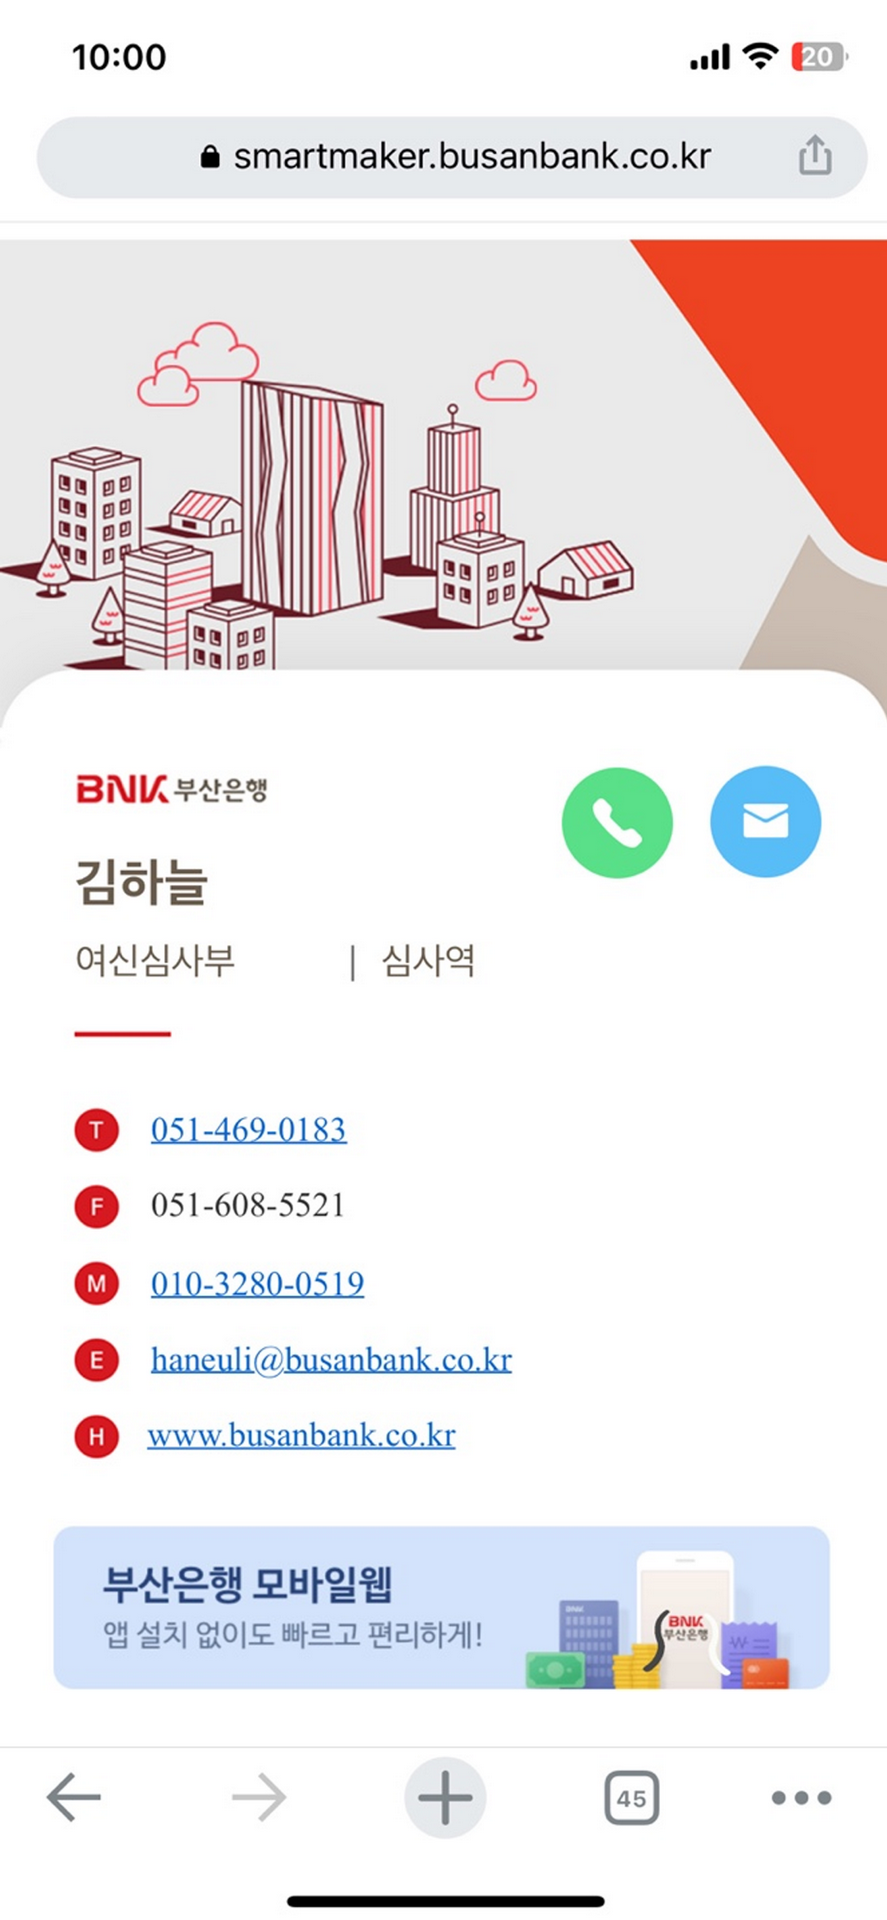 10:00
20
smartmaker.busanbank.co.kr
BNK 부산은행
김하늘
여신심사부 | 심사역
T 051-469-0183
F 051-608-5521
M 010-3280-0519
E haneuli@busanbank.co.kr
H www.busanbank.co.kr
부산은행 모바일웹
앱 설치 없이도 빠르고 편리하게!
BNK
BNK
부산은행
45